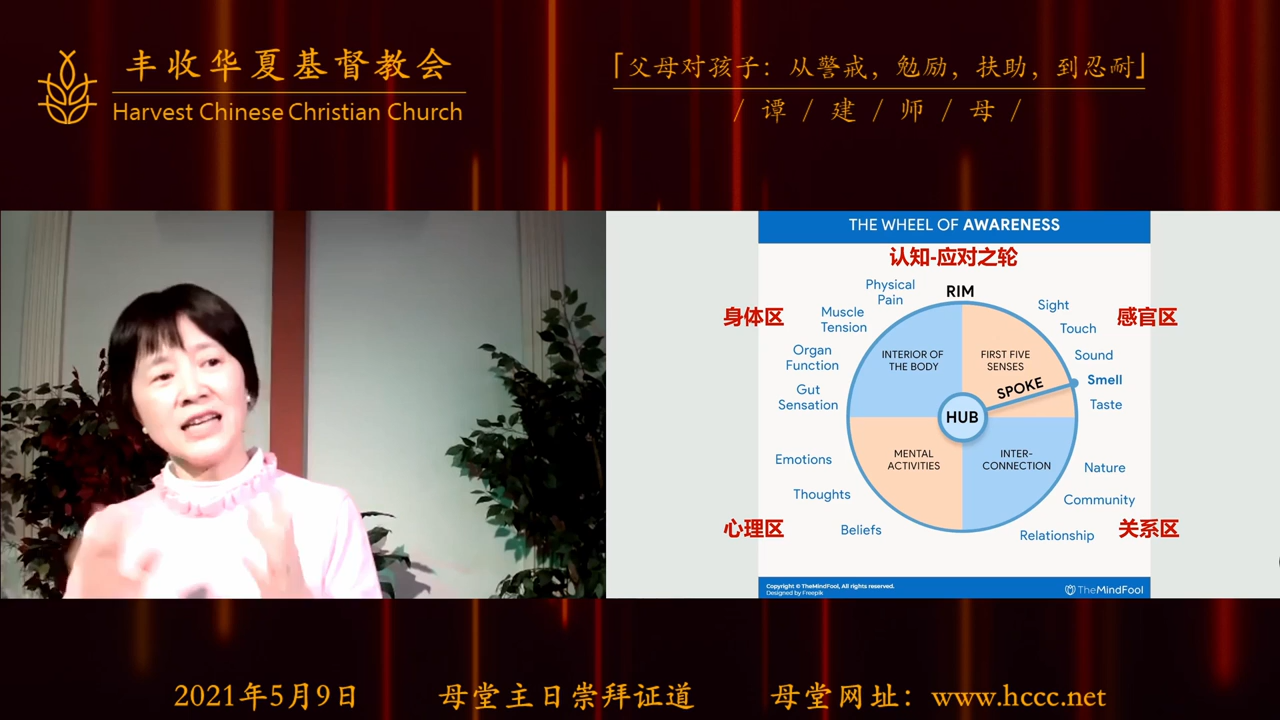 丰收华夏基督教会
Harvest Chinese Christian Church
「父母对孩子：从警戒，勉励，扶助，到忍耐」
/ 谭 / 建 / 师 / 母 /
THE WHEEL OF AWARENESS
认知-应对之轮
RIM
Physical
Pain
Muscle
Tension
Organ
Function
Gut
Sensation
身体区
Sight
Touch
Sound
Smell
Taste
感官区
INTERIOR OF
THE BODY
FIRST FIVE
SENSES
SPOKE
HUB
MENTAL
ACTIVITIES
INTER-
CONNECTION
Emotions
Thoughts
Beliefs
心理区
Nature
Community
Relationship
关系区
Copyright © TheMindFool, All rights reserved.
Designed by Freepik
TheMindFool
2021年5月9日
母堂主日崇拜证道
母堂网址：www.hccc.net